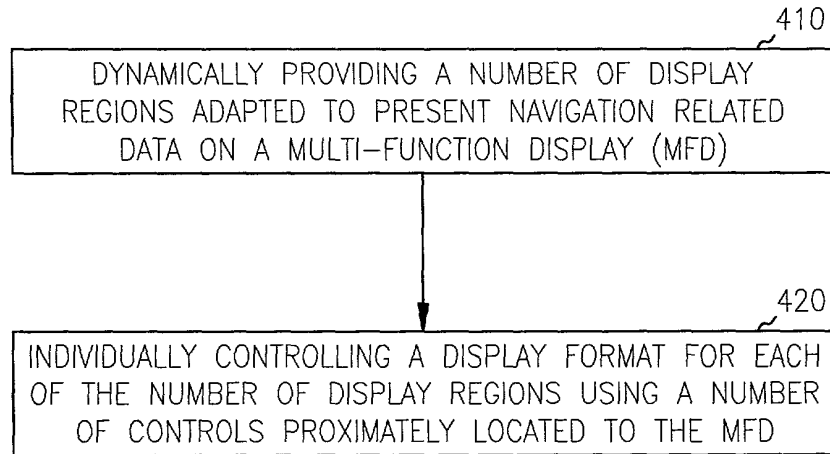 410
DYNAMICALLY PROVIDING A NUMBER OF DISPLAY
REGIONS ADAPTED TO PRESENT NAVIGATION RELATED
DATA ON A MULTI-FUNCTION DISPLAY (MFD)
420
INDIVIDUALLY CONTROLLING A DISPLAY FORMAT FOR EACH
OF THE NUMBER OF DISPLAY REGIONS USING A NUMBER
OF CONTROLS PROXIMATELY LOCATED TO THE MFD